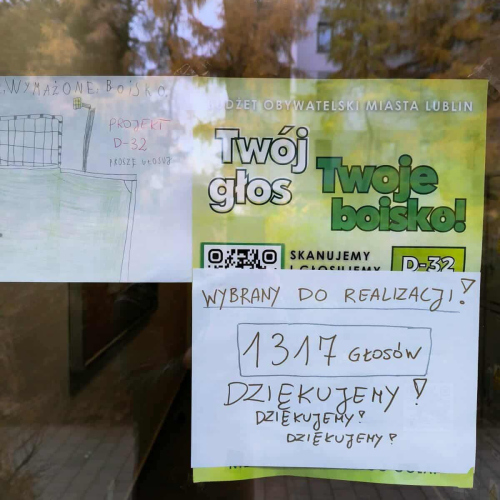 WYMAŻONE BOISKO
PROJEKT
D-32
PROSZĘ GŁOSUJ
DŻET OBYWATELSKI MIASTA LUBLIN
Twój
głos
Twoje
boisko!
SKANUJEMY
I GŁOSUJEMY
D-32
WYBRANY DO REALIZACJI!
1317 GŁOSÓW
DZIĘKUJEMY!
DZIĘKUJEMY!
DZIĘKUJEMY!